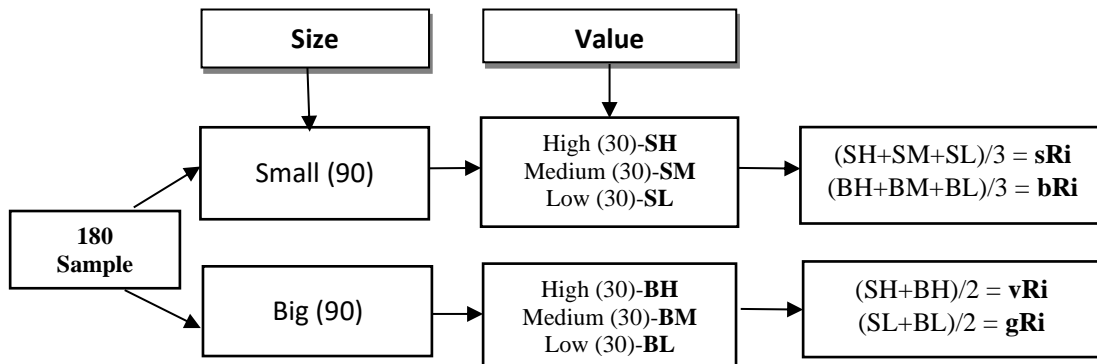 Size
Value
Small (90)
High (30)-SH
Medium (30)-SM
Low (30)-SL
(SH+SM+SL)/3 = sRi
(BH+BM+BL)/3 = bRi
180
Sample
Big (90)
High (30)-BH
Medium (30)-BM
Low (30)-BL
(SH+BH)/2 = vRi
(SL+BL)/2 = gRi